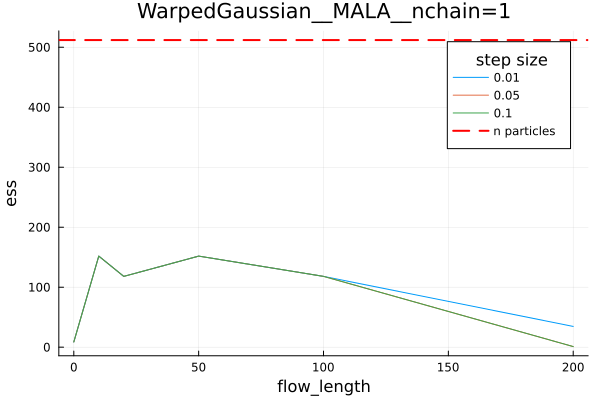 WarpedGaussian__MALA__nchain=1
500
400
300
200
100
0
ess
step size
0.01
0.05
0.1
n particles
0 50 100 150 200
flow_length